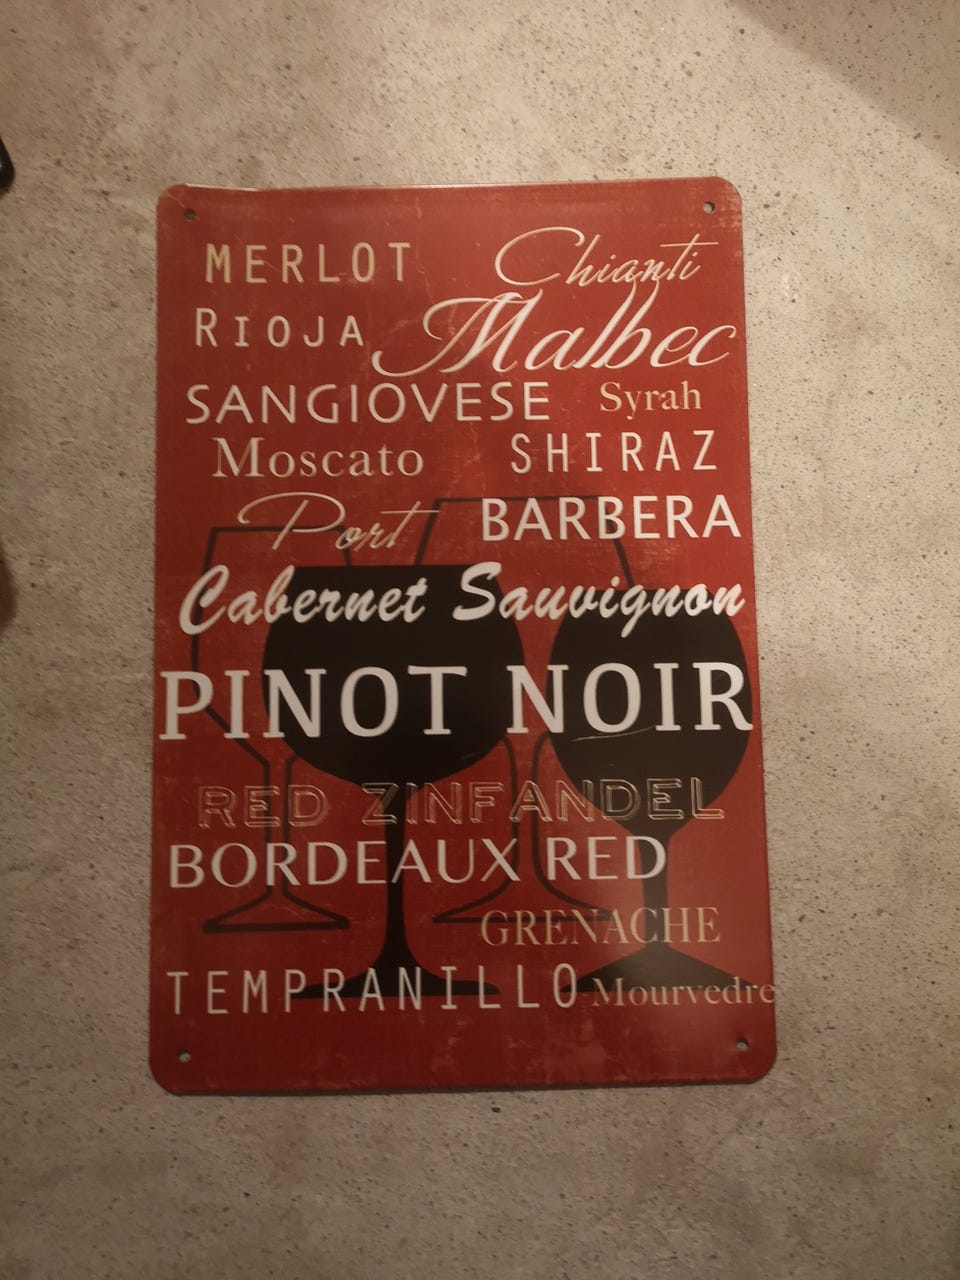 MERLOT Chianti
RIOJA Malbec
SANGIOVESE Syrah
Moscato SHIRAZ
Port BARBERA
Cabernet Sauvignon
PINOT NOIR
RED ZINFANDEL
BORDEAUX RED
GRENACHE
TEMPRANILLO Mourvedre